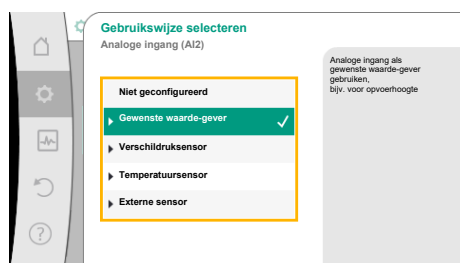 Gebruikswijze selecteren
Analoge ingang (AI2)
Niet geconfigureerd
Gewenste waarde-gever
Verschildruksensor
Temperatuursensor
Externe sensor
Analoge ingang als
gewenste waarde-gever
gebruiken,
bijv. voor opvoerhoogte
?